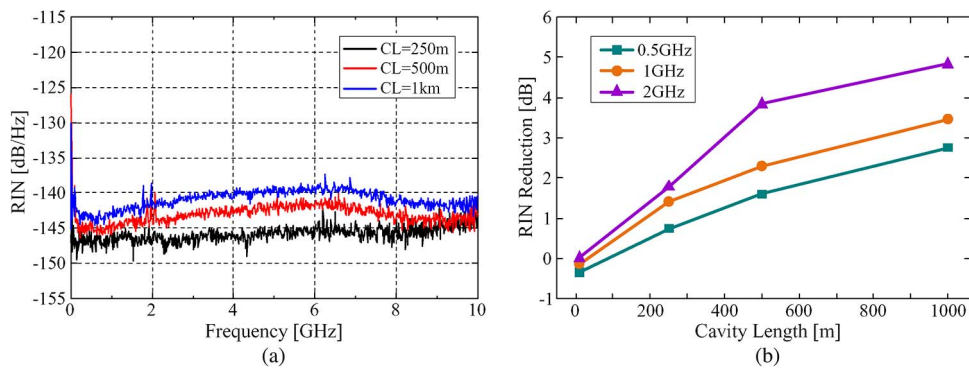 (a)
-115
-120
-125
-130
-135
-140
-145
-150
-155
RIN [dB/Hz]
CL=250m
CL=500m
CL=1km
0 2 4 6 8 10
Frequency [GHz]
(a)
(b)
6
5
4
3
2
1
0
-1
RIN Reduction [dB]
0.5GHz
1GHz
2GHz
0 200 400 600 800 1000
Cavity Length [m]
(b)